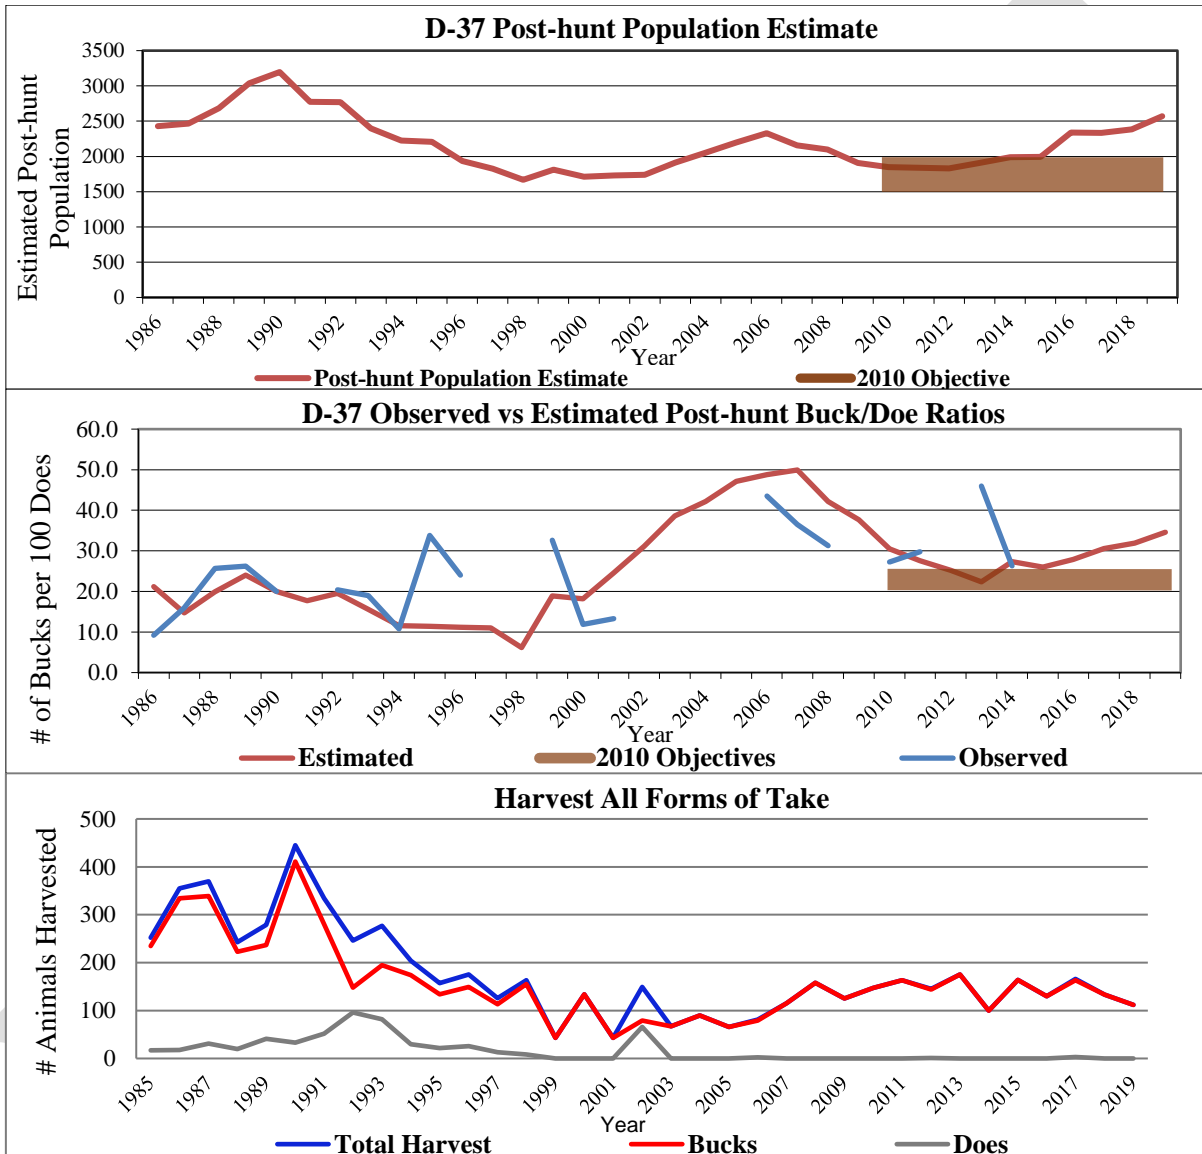 D-37 Post-hunt Population Estimate
Estimated Post-hunt
Population
3500
3000
2500
2000
1500
1000
500
0
1986 1988 1990 1992 1994 1996 1998 2000 2002 2004 2006 2008 2010 2012 2014 2016 2018
Year
Post-hunt Population Estimate 2010 Objective
D-37 Observed vs Estimated Post-hunt Buck/Doe Ratios
# of Bucks per 100 Does
60.0
50.0
40.0
30.0
20.0
10.0
0.0
1986 1988 1990 1992 1994 1996 1998 2000 2002 2004 2006 2008 2010 2012 2014 2016 2018
Year
Estimated 2010 Objectives Observed
Harvest All Forms of Take
# Animals Harvested
500
400
300
200
100
0
1985 1987 1989 1991 1993 1995 1997 1999 2001 2003 2005 2007 2009 2011 2013 2015 2017 2019
Year
Total Harvest Bucks Does